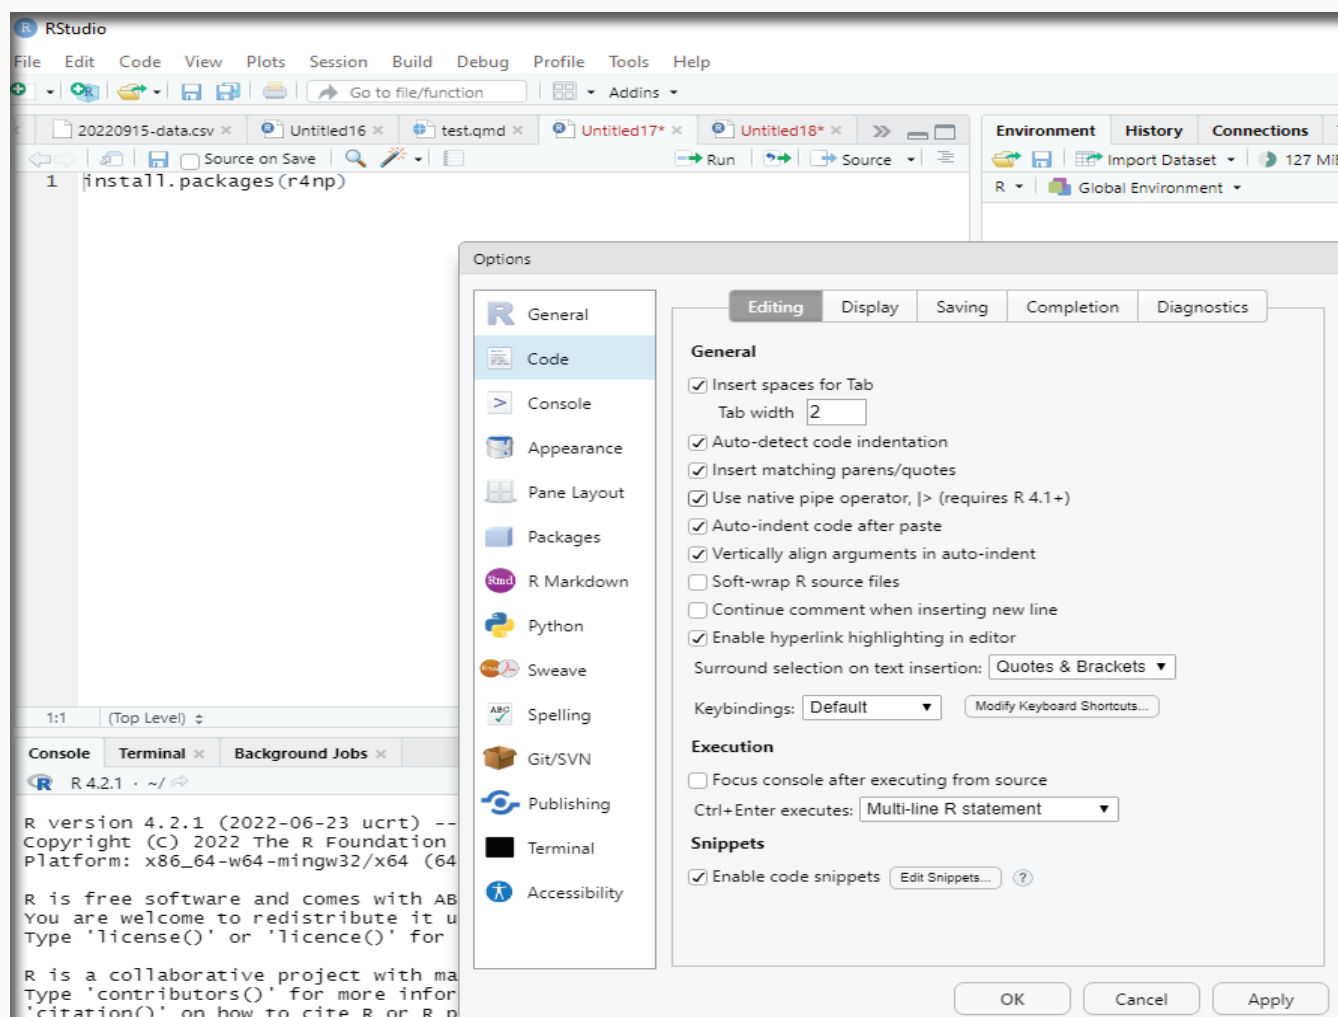 RStudio
File Edit Code View Plots Session Build Debug Profile Tools Help
Go to file/function Addins
20220915-data.csv Untitled16 test.qmd Untitled17* Untitled18*
Source on Save Run Source
1 install.packages(r4np)
Environment History Connections
Import Dataset 127 MiB
R Global Environment
Options
General
Code
Console
Appearance
Pane Layout
Packages
Rmd R Markdown
Python
Sweave
ABC Spelling
Git/SVN
Publishing
Terminal
Accessibility
Editing Display Saving Completion Diagnostics
General
Insert spaces for Tab
Tab width 2
Auto-detect code indentation
Insert matching parens/quotes
Use native pipe operator, |> (requires R 4.1+)
Auto-indent code after paste
Vertically align arguments in auto-indent
Soft-wrap R source files
Continue comment when inserting new line
Enable hyperlink highlighting in editor
Surround selection on text insertion: Quotes & Brackets
Keybindings: Default Modify Keyboard Shortcuts...
Execution
Focus console after executing from source
Ctrl+Enter executes: Multi-line R statement
Snippets
Enable code snippets Edit Snippets... ?
OK Cancel Apply
1:1 (Top Level)
Console Terminal Background Jobs
R 4.2.1 · ~/
R version 4.2.1 (2022-06-23 ucrt) --
Copyright (C) 2022 The R Foundation
Platform: x86_64-w64-mingw32/x64 (64
R is free software and comes with AB
You are welcome to redistribute it u
Type 'license()' or 'licence()' for
R is a collaborative project with ma
Type 'contributors()' for more infor
'citation()' on how to cite R or R p